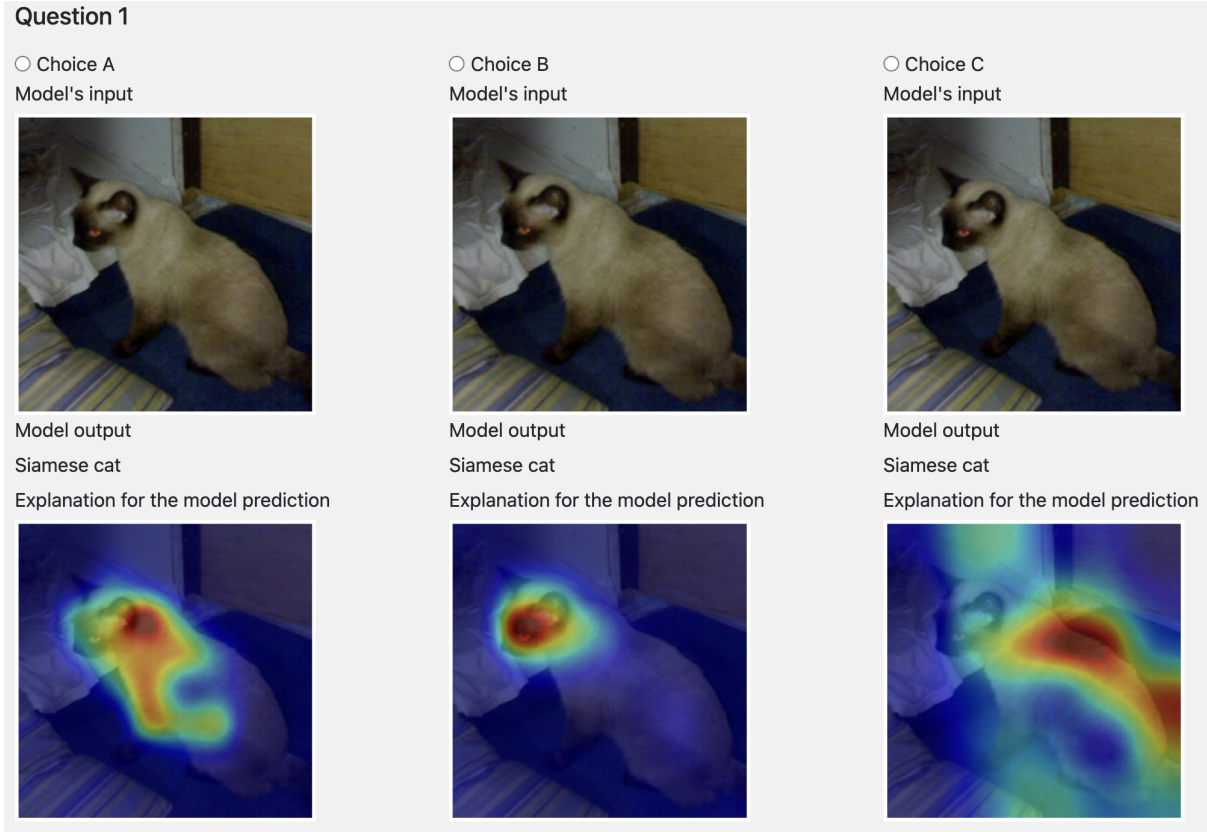 Question 1
Choice A
Choice B
Choice C
Model's input
Model's input
Model's input
Model output
Model output
Model output
Siamese cat
Siamese cat
Siamese cat
Explanation for the model prediction
Explanation for the model prediction
Explanation for the model prediction